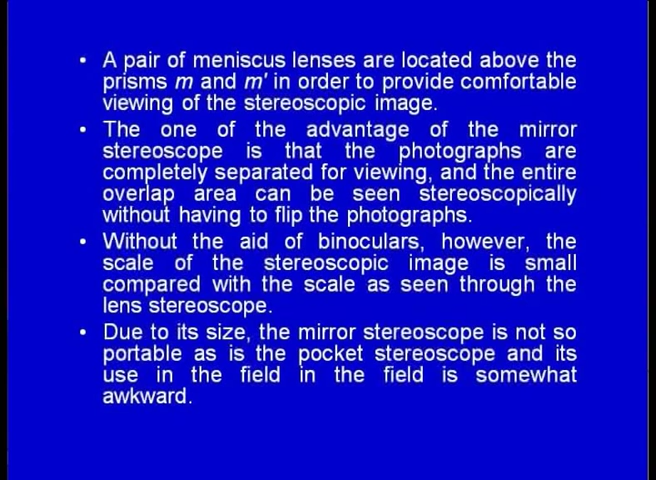 • A pair of meniscus lenses are located above the
prisms m and m' in order to provide comfortable
viewing of the stereoscopic image.
• The one of the advantage of the mirror
stereoscope is that the photographs are
completely separated for viewing, and the entire
overlap area can be seen stereoscopically
without having to flip the photographs.
• Without the aid of binoculars, however, the
scale of the stereoscopic image is small
compared with the scale as seen through the
lens stereoscope.
• Due to its size, the mirror stereoscope is not so
portable as is the pocket stereoscope and its
use in the field in the field is somewhat
awkward.